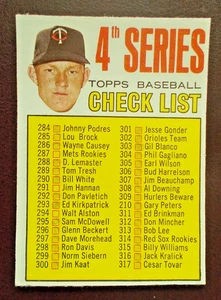 4th SERIES
TOPPS BASEBALL
CHECK LIST
284 Johnny Podres
285 Lou Brock
286 Wayne Causey
287 Mets Rookies
288 D. Lemaster
289 Tom Tresh
290 Bill White
291 Jim Hannan
292 Don Pavletich
293 Ed Kirkpatrick
294 Walt Alston
295 Sam McDowell
296 Glenn Beckert
297 Dave Morehead
298 Ron Davis
299 Norm Siebern
300 Jim Kaat
301 Jesse Gonder
302 Orioles Team
303 Gil Blanco
304 Phil Gagliano
305 Earl Wilson
306 Bud Harrelson
307 Jim Beauchamp
308 Al Downing
309 Hurlers Beware
210 Gary Peters
311 Ed Brinkman
312 Don Mincher
313 Bob Lee
314 Red Sox Rookies
315 Billy Williams
316 Jack Kralick
317 Cesar Tovar